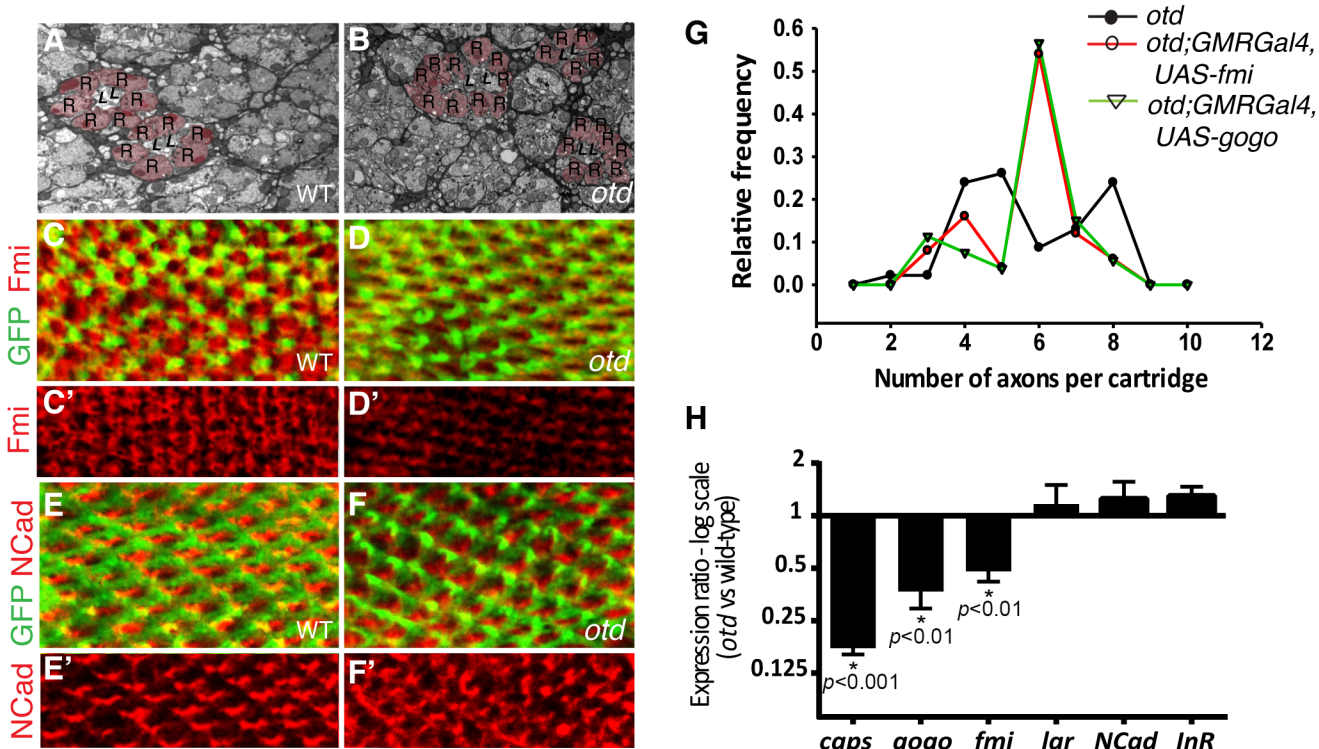 A
R R
R R
L L
R R R R
R L L R
R R
WT
B
R R R
R L L R
R R R R
R R R
L L
R R
R R R
R L L R
R R R
otd
GFP Fmi
C
WT
D
otd
Fmi
C’
D’
GFP NCad
E
WT
F
otd
NCad
E’
F’
G
otd
otd;GMRGal4,
UAS-fmi
otd;GMRGal4,
UAS-gogo
Relative frequency
0.6
0.5
0.4
0.3
0.2
0.1
0.0
0 2 4 6 8 10 12
Number of axons per cartridge
H
Expression ratio - log scale
(otd vs wild-type)
2
1
0.5
0.25
0.125
*
p<0.001
*
p<0.01
*
p<0.01
caps gogo fmi lar NCad InR